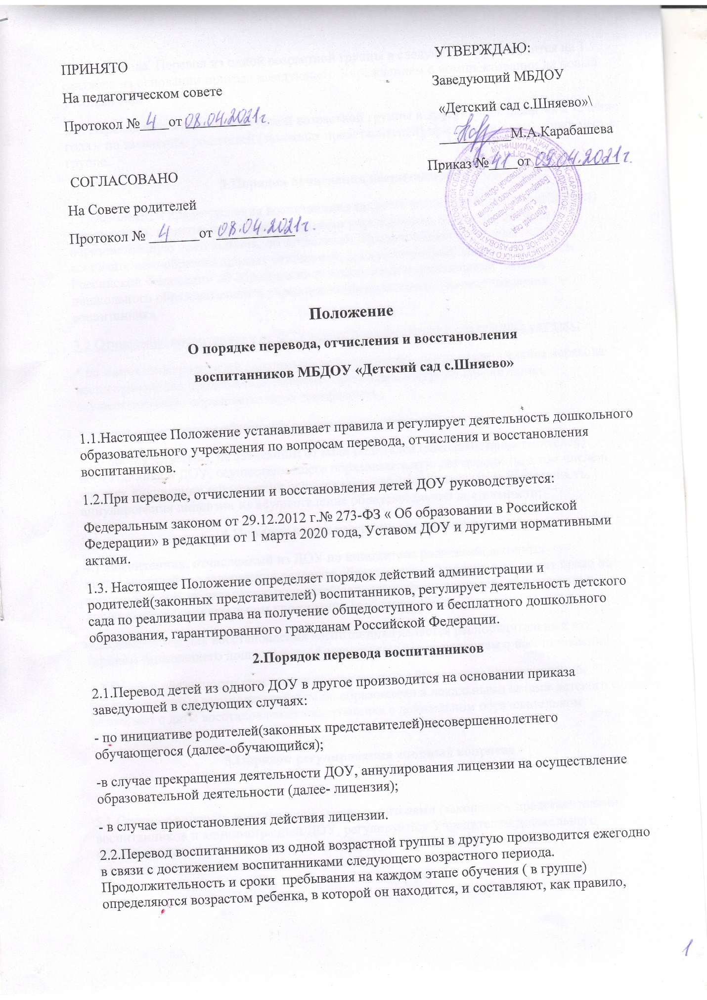 ПРИНЯТО
На педагогическом совете
Протокол №____от_________
4 08.04.2021г.
СОГЛАСОВАНО
На Совете родителей
Протокол № _______от ___________
4 08.04.2021г.
УТВЕРЖДАЮ:
Заведующий МБДОУ
«Детский сад с.Шняево»\
__________М.А.Карабашева
Приказ №____от ____________
41 09.04.2021г.
Положение
О порядке перевода, отчисления и восстановления
воспитанников МБДОУ «Детский сад с.Шняево»
1.1.Настоящее Положение устанавливает правила и регулирует деятельность дошкольного
образовательного учреждения по вопросам перевода, отчисления и восстановления
воспитанников.
1.2.При переводе, отчислении и восстановления детей ДОУ руководствуется:
Федеральным законом от 29.12.2012 г.№ 273-ФЗ « Об образовании в Российской
Федерации» в редакции от 1 марта 2020 года, Уставом ДОУ и другими нормативными
актами.
1.3. Настоящее Положение определяет порядок действий администрации и
родителей(законных представителей) воспитанников, регулирует деятельность детского
сада по реализации права на получение общедоступного и бесплатного дошкольного
образования, гарантированного гражданам Российской Федерации.
2.Порядок перевода воспитанников
2.1.Перевод детей из одного ДОУ в другое производится на основании приказа
заведующей в следующих случаях:
- по инициативе родителей(законных представителей)несовершеннолетнего
обучающегося (далее-обучающийся);
-в случае прекращения деятельности ДОУ, аннулирования лицензии на осуществление
образовательной деятельности (далее- лицензия);
- в случае приостановления действия лицензии.
2.2.Перевод воспитанников из одной возрастной группы в другую производится ежегодно
в связи с достижением воспитанниками следующего возрастного периода.
Продолжительность и сроки  пребывания на каждом этапе обучения ( в группе)
определяются возрастом ребенка, в которой он находится, и составляют, как правило,
1